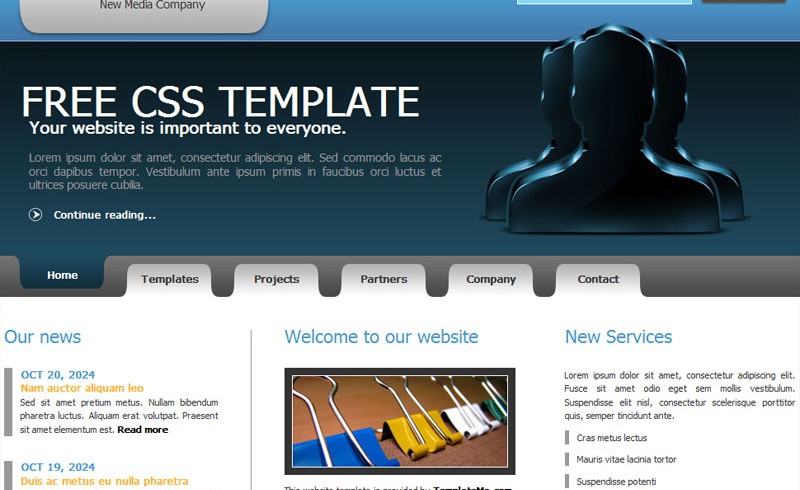 New Media Company
FREE CSS TEMPLATE
Your website is important to everyone.
Lorem ipsum dolor sit amet, consectetur adipiscing elit. Sed commodo lacus ac
orci dapibus tempor. Vestibulum ante ipsum primis in faucibus orci luctus et
ultrices posuere cubilia.
Continue reading...
Home
Templates
Projects
Partners
Company
Contact
Our news
OCT 20, 2024
Nam auctor aliquam leo
Sed sit amet pretium metus. Nullam bibendum
pharetra luctus. Aliquam erat volutpat. Praesent
sit amet elementum est. Read more
OCT 19, 2024
Duis ac metus eu nulla pharetra
Welcome to our website
This website template is provided by TemplateMo.com
New Services
Lorem ipsum dolor sit amet, consectetur adipiscing elit.
Fusce sit amet odio eget sem mollis vestibulum.
Suspendisse elit nisl, consectetur scelerisque porttitor
quis, semper tincidunt ante.
Cras metus lectus
Mauris vitae lacinia tortor
Suspendisse potenti